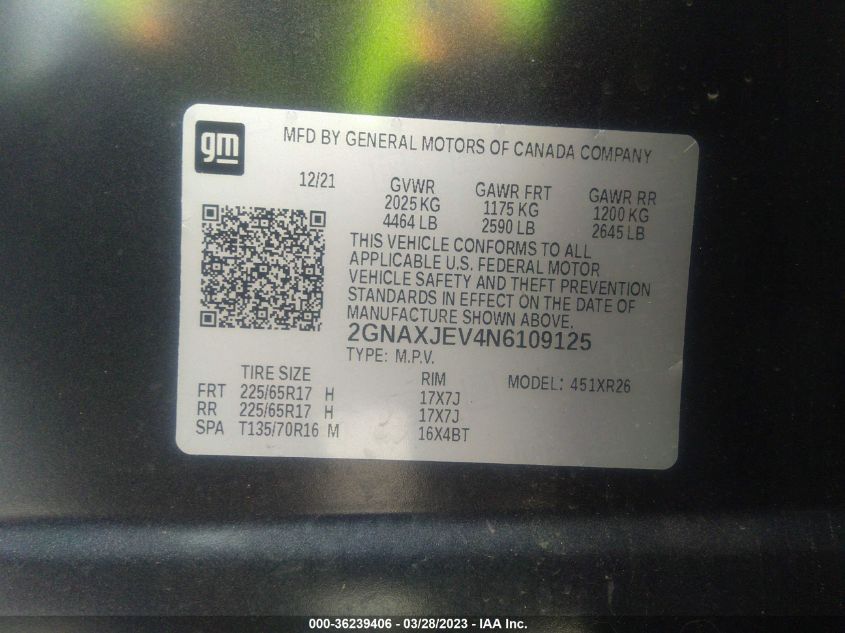 gm
MFD BY GENERAL MOTORS OF CANADA COMPANY
12/21 GVWR GAWR FRT GAWR RR
2025 KG 1175 KG 1200 KG
4464 LB 2590 LB 2645 LB
THIS VEHICLE CONFORMS TO ALL
APPLICABLE U.S. FEDERAL MOTOR
VEHICLE SAFETY AND THEFT PREVENTION
STANDARDS IN EFFECT ON THE DATE OF
MANUFACTURE SHOWN ABOVE.
2GNAXJEV4N6109125
TYPE: M.P.V.
TIRE SIZE RIM MODEL: 451XR26
FRT 225/65R17 H 17X7J
RR 225/65R17 H 17X7J
SPA T135/70R16 M 16X4BT
000-36239406 - 03/28/2023 - IAA Inc.